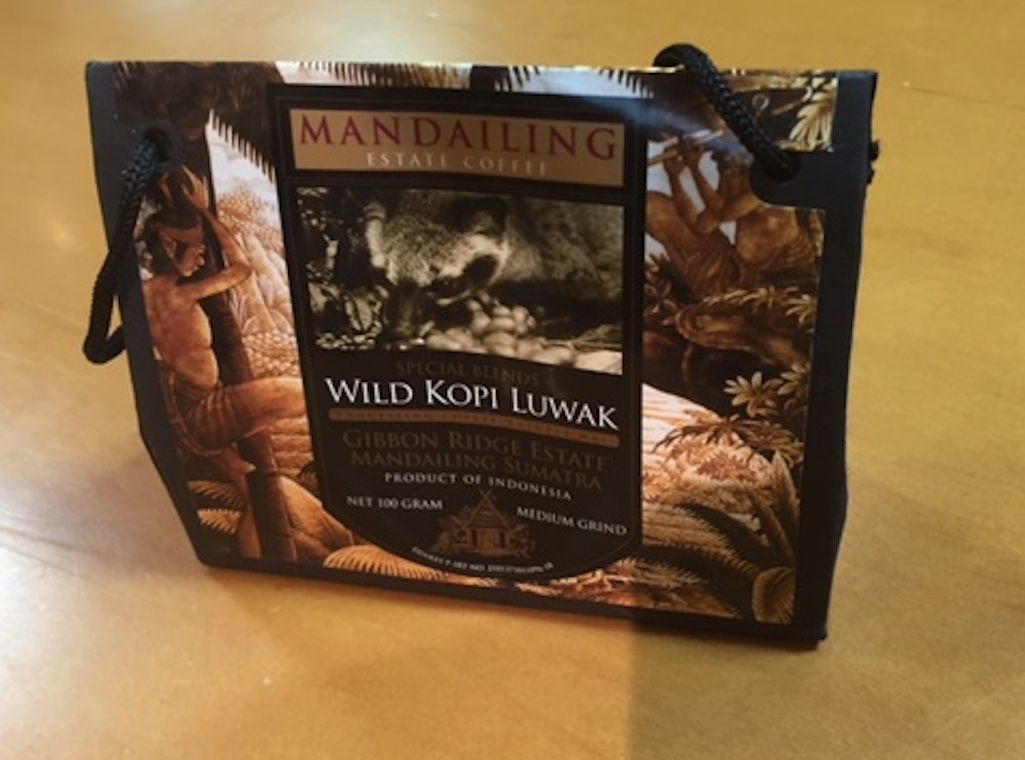 MANDAILING
ESTATE COFFEE
SPECIAL BLENDS
WILD KOPI LUWAK
GIBBON RIDGE ESTATE
MANDAILING SUMATRA
PRODUCT OF INDONESIA
NET 100 GRAM
MEDIUM GRIND